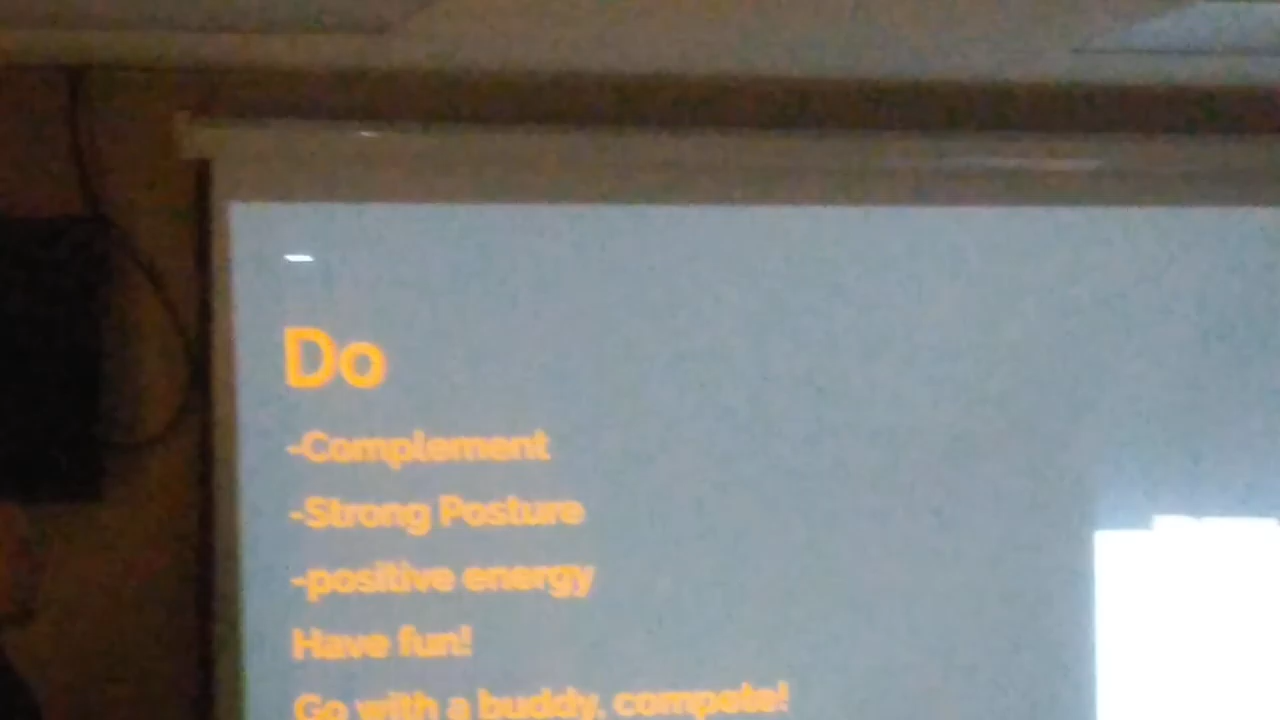 Do
-Complement
-Strong Posture
-positive energy
Have fun!
Go with a buddy, compete!